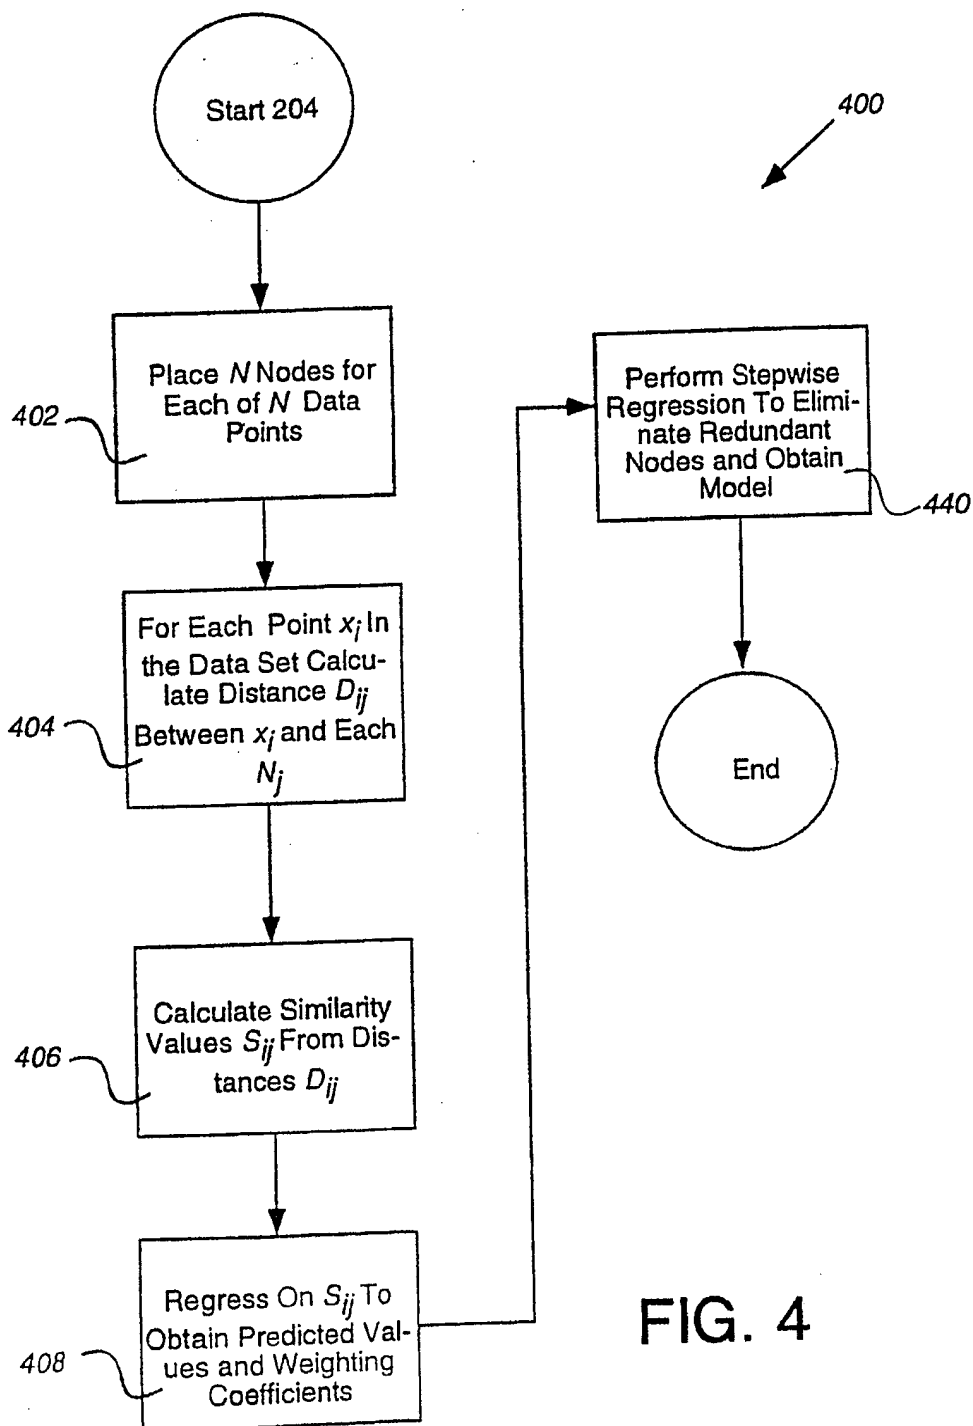 Start 204
400
Place N Nodes for
Each of N Data
Points
402
For Each Point xi In
the Data Set Calcu-
late Distance Dij
Between xi and Each
Nj
404
Calculate Similarity
Values Sij From Dis-
tances Dij
406
Regress On Sij To
Obtain Predicted Val-
ues and Weighting
Coefficients
408
Perform Stepwise
Regression To Elimi-
nate Redundant
Nodes and Obtain
Model
440
End
FIG. 4